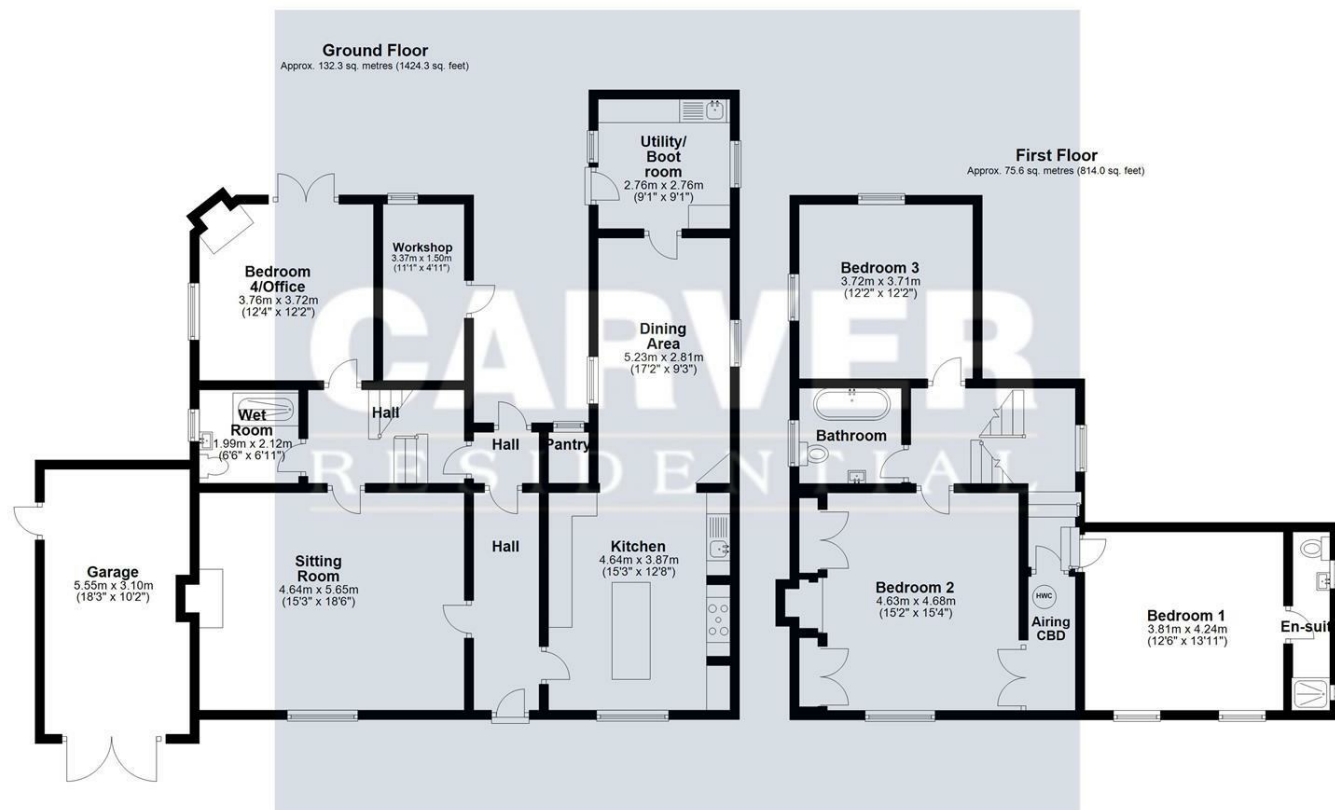 Ground Floor
Approx. 132.3 sq. metres (1424.3 sq. feet)
Utility/
Boot
room
2.76m x 2.76m
(9'1" x 9'1")
Workshop
3.37m x 1.50m
(11'1" x 4'11")
Bedroom
4/Office
3.76m x 3.72m
(12'4" x 12'2")
Dining
Area
5.23m x 2.81m
(17'2" x 9'3")
Wet
Room
1.99m x 2.12m
(6'6" x 6'11")
Hall
Hall
Pantry
Garage
5.55m x 3.10m
(18'3" x 10'2")
Sitting
Room
4.64m x 5.65m
(15'3" x 18'6")
Hall
Kitchen
4.64m x 3.87m
(15'3" x 12'8")
First Floor
Approx. 75.6 sq. metres (814.0 sq. feet)
Bedroom 3
3.72m x 3.71m
(12'2" x 12'2")
Bathroom
Bedroom 2
4.63m x 4.68m
(15'2" x 15'4")
HWC
Airing
CBD
Bedroom 1
3.81m x 4.24m
(12'6" x 13'11")
En-suit
CARVER
RESIDENTIAL